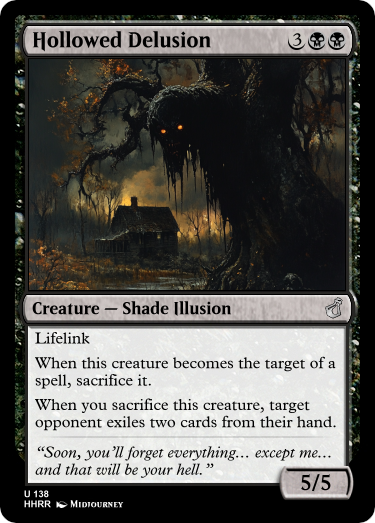 Hollowed Delusion 3
Creature — Shade Illusion
Lifelink
When this creature becomes the target of a
spell, sacrifice it.
When you sacrifice this creature, target
opponent exiles two cards from their hand.
“Soon, you’ll forget everything… except me…
and that will be your hell.”
5/5
U 138
HHRR Midjourney